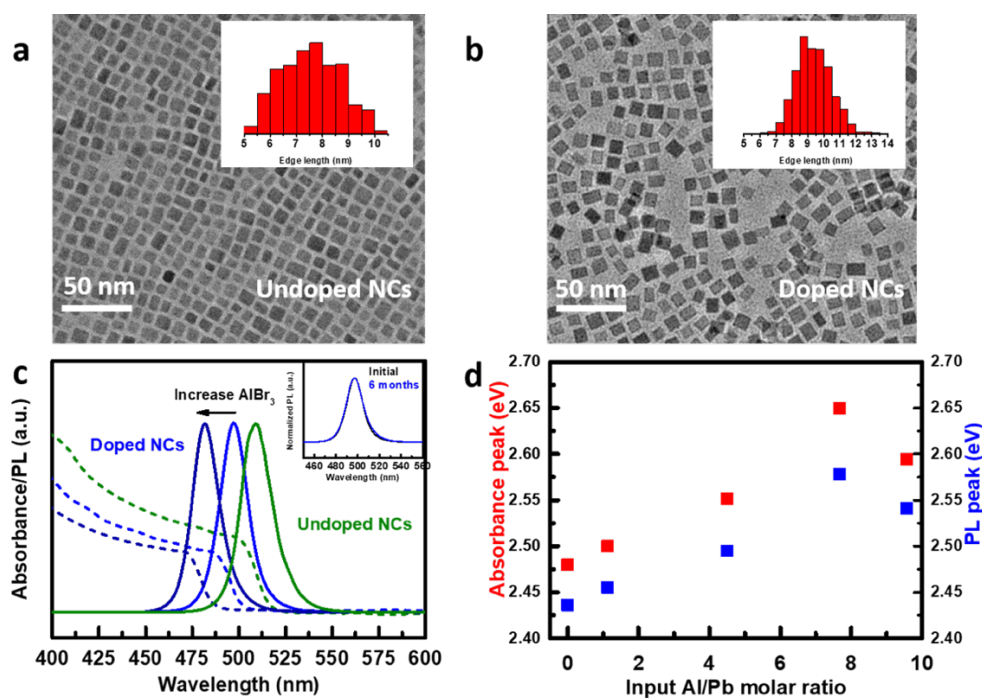 a
5 6 7 8 9 10
Edge length (nm)
50 nm
Undoped NCs
b
5 6 7 8 9 10 11 12 13 14
Edge length (nm)
50 nm
Doped NCs
c
Absorbance/PL (a.u.)
Increase AlBr3
Doped NCs
Undoped NCs
Normalized PL (a.u.)
Initial
6 months
460 480 500 520 540 560
Wavelength (nm)
400 425 450 475 500 525 550 575 600
Wavelength (nm)
d
Absorbance peak (eV)
2.70
2.65
2.60
2.55
2.50
2.45
2.40
0 2 4 6 8 10
Input Al/Pb molar ratio
2.70
2.65
2.60
2.55
2.50
2.45
2.40
PL peak (eV)